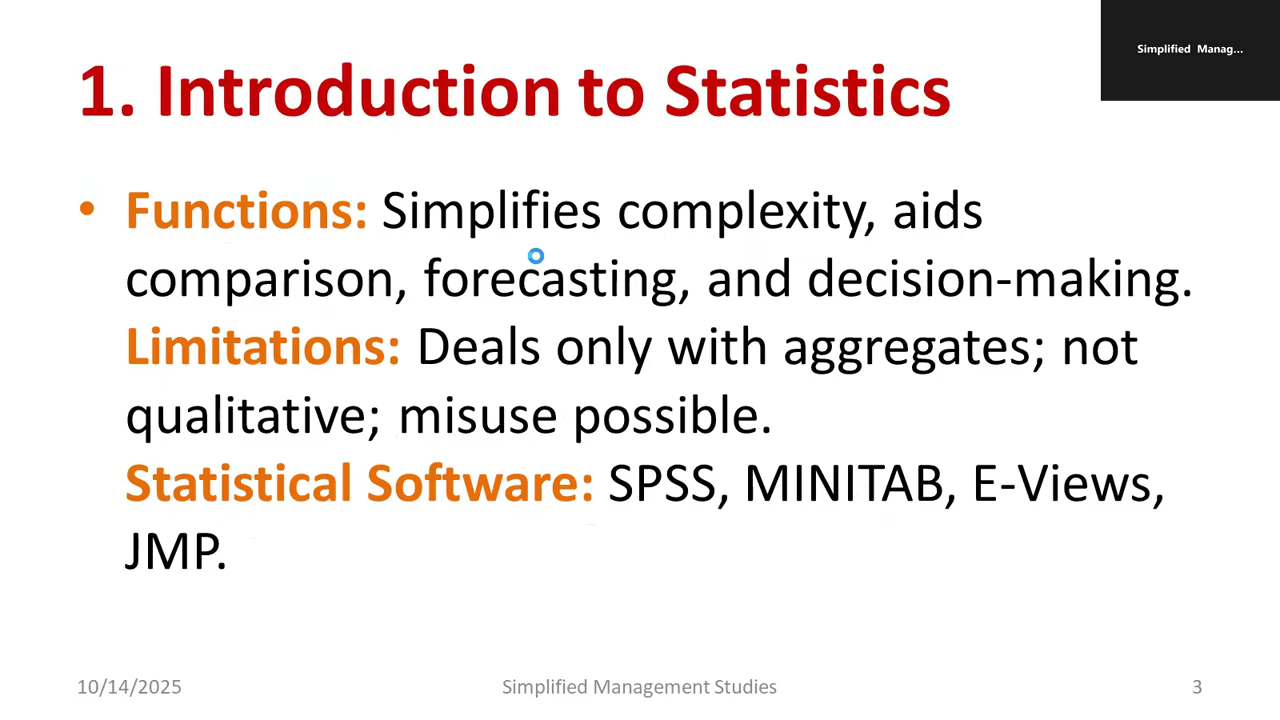 Simplified Manag...
1. Introduction to Statistics
• Functions: Simplifies complexity, aids
comparison, forecasting, and decision-making.
Limitations: Deals only with aggregates; not
qualitative; misuse possible.
Statistical Software: SPSS, MINITAB, E-Views,
JMP.
10/14/2025
Simplified Management Studies
3